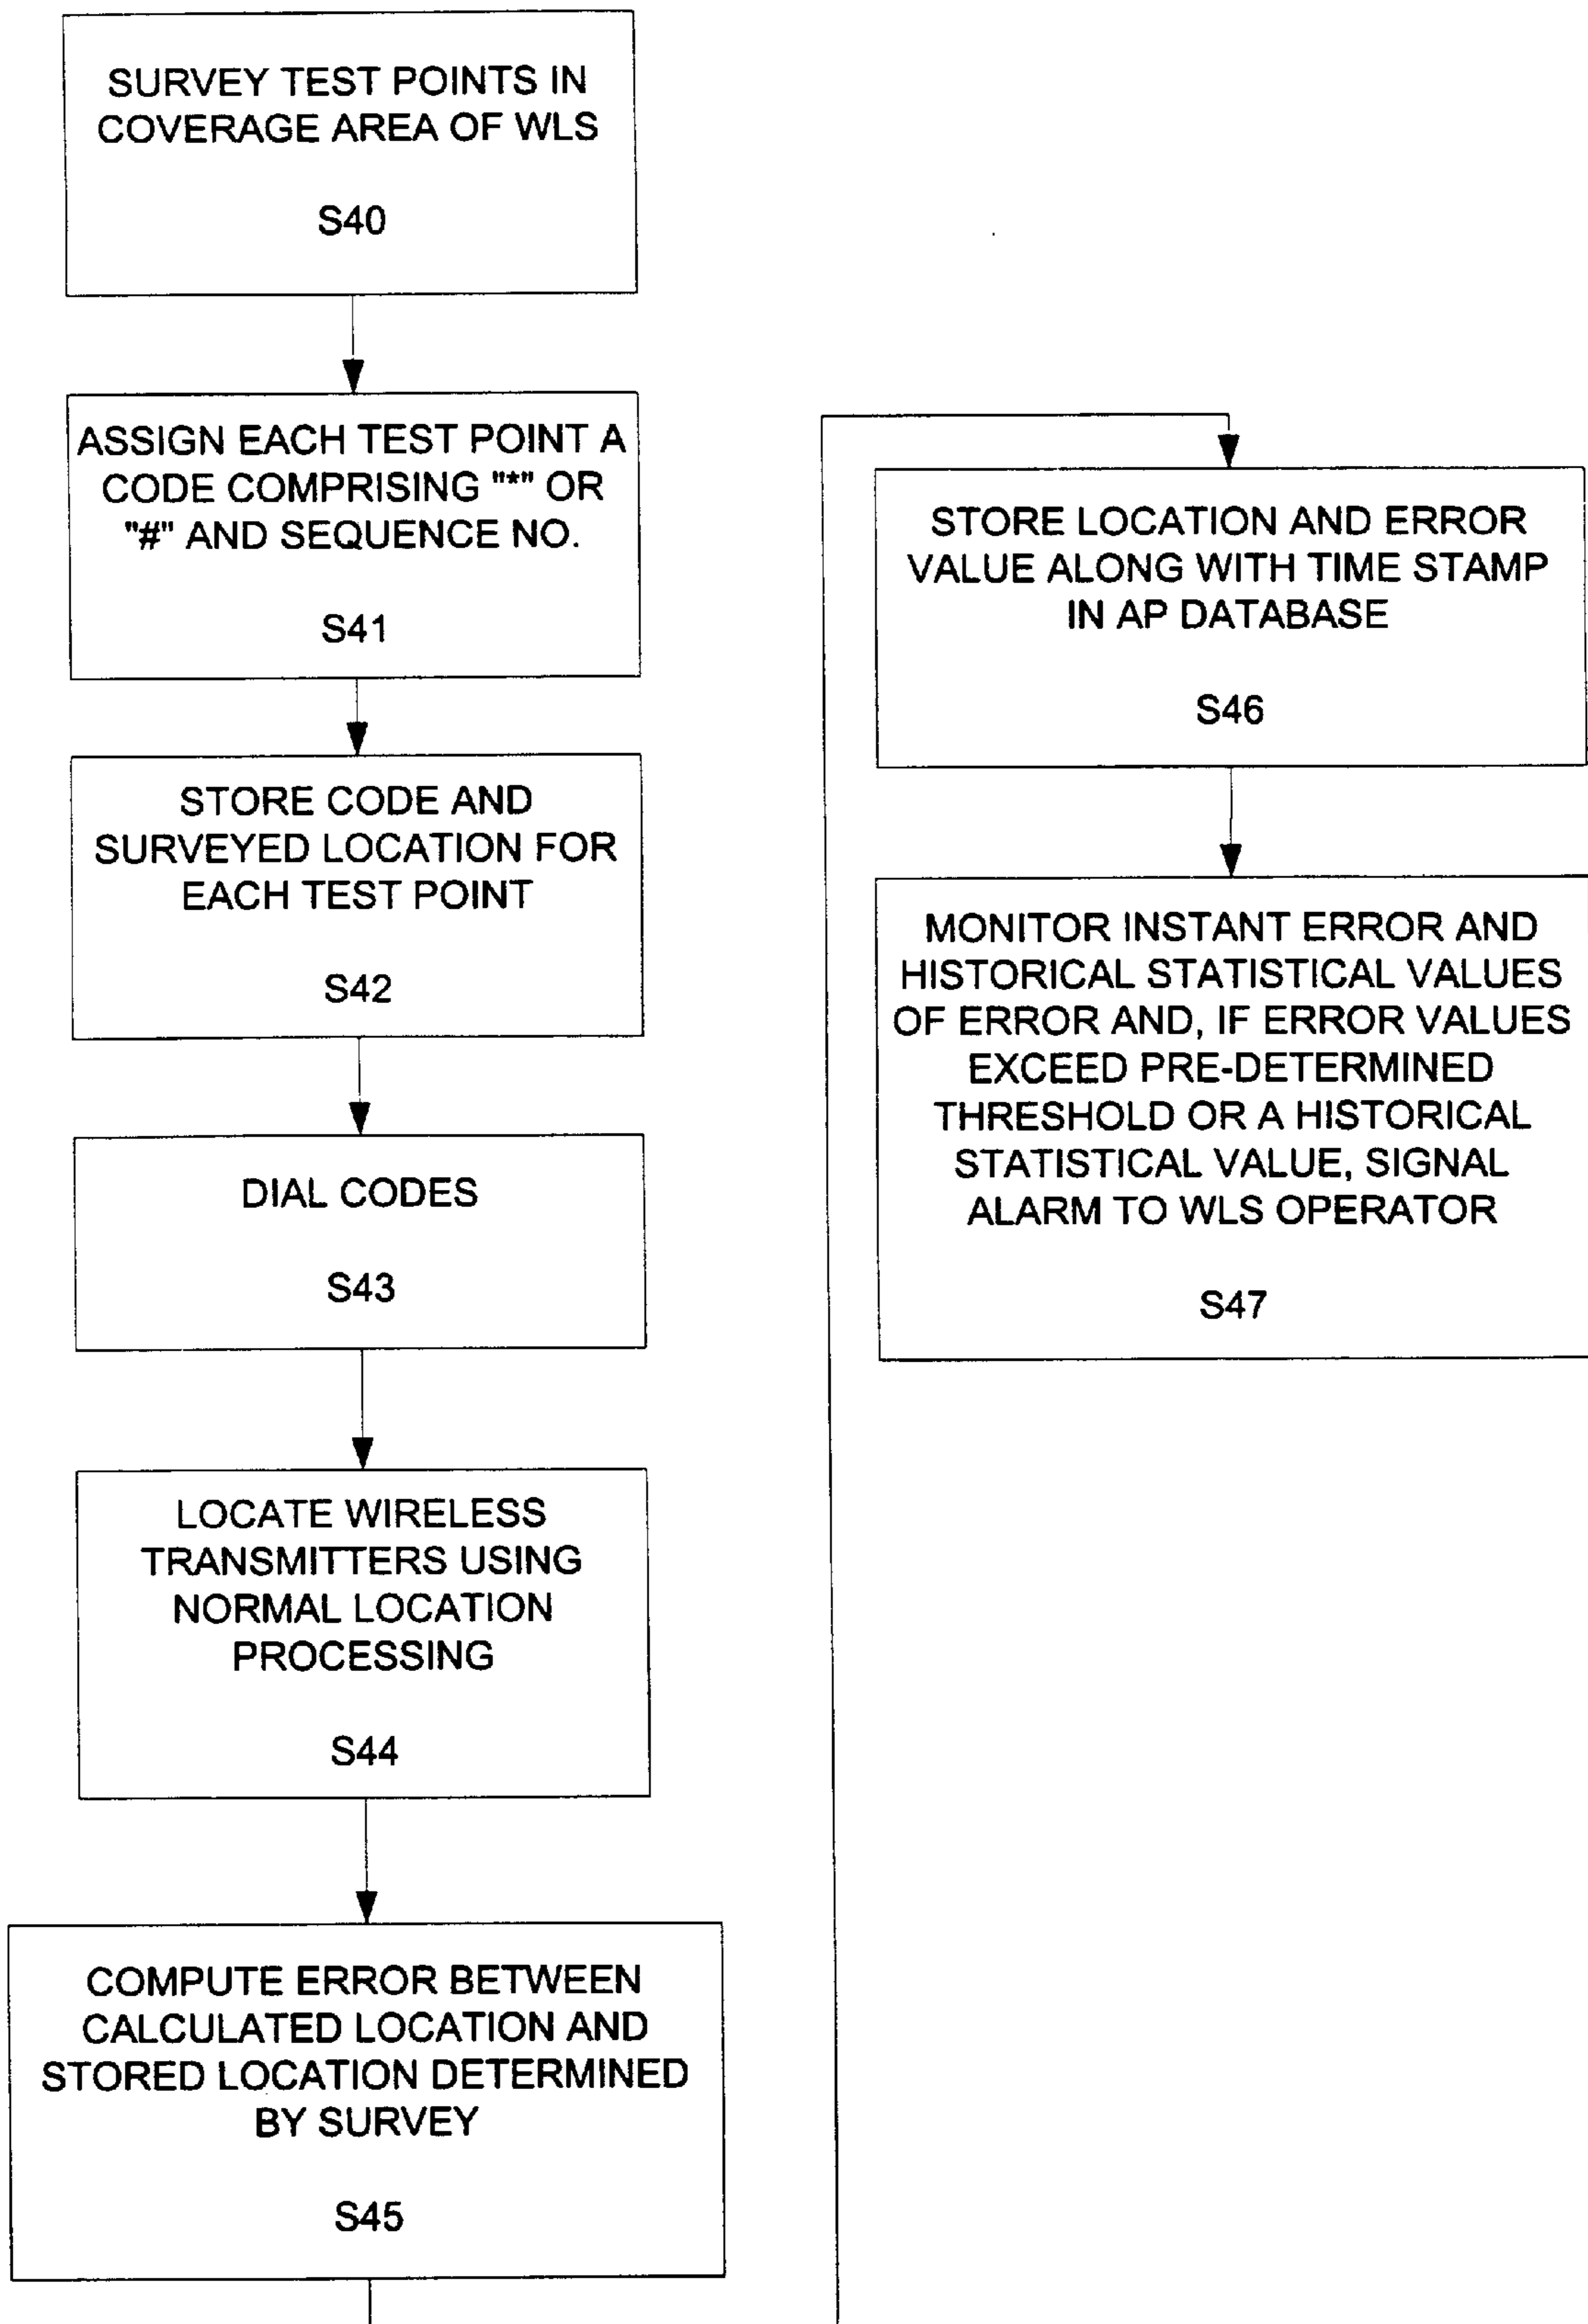 SURVEY TEST POINTS IN
COVERAGE AREA OF WLS
S40
ASSIGN EACH TEST POINT A
CODE COMPRISING "*" OR
"#" AND SEQUENCE NO.
S41
STORE CODE AND
SURVEYED LOCATION FOR
EACH TEST POINT
S42
DIAL CODES
S43
LOCATE WIRELESS
TRANSMITTERS USING
NORMAL LOCATION
PROCESSING
S44
COMPUTE ERROR BETWEEN
CALCULATED LOCATION AND
STORED LOCATION DETERMINED
BY SURVEY
S45
STORE LOCATION AND ERROR
VALUE ALONG WITH TIME STAMP
IN AP DATABASE
S46
MONITOR INSTANT ERROR AND
HISTORICAL STATISTICAL VALUES
OF ERROR AND, IF ERROR VALUES
EXCEED PRE-DETERMINED
THRESHOLD OR A HISTORICAL
STATISTICAL VALUE, SIGNAL
ALARM TO WLS OPERATOR
S47